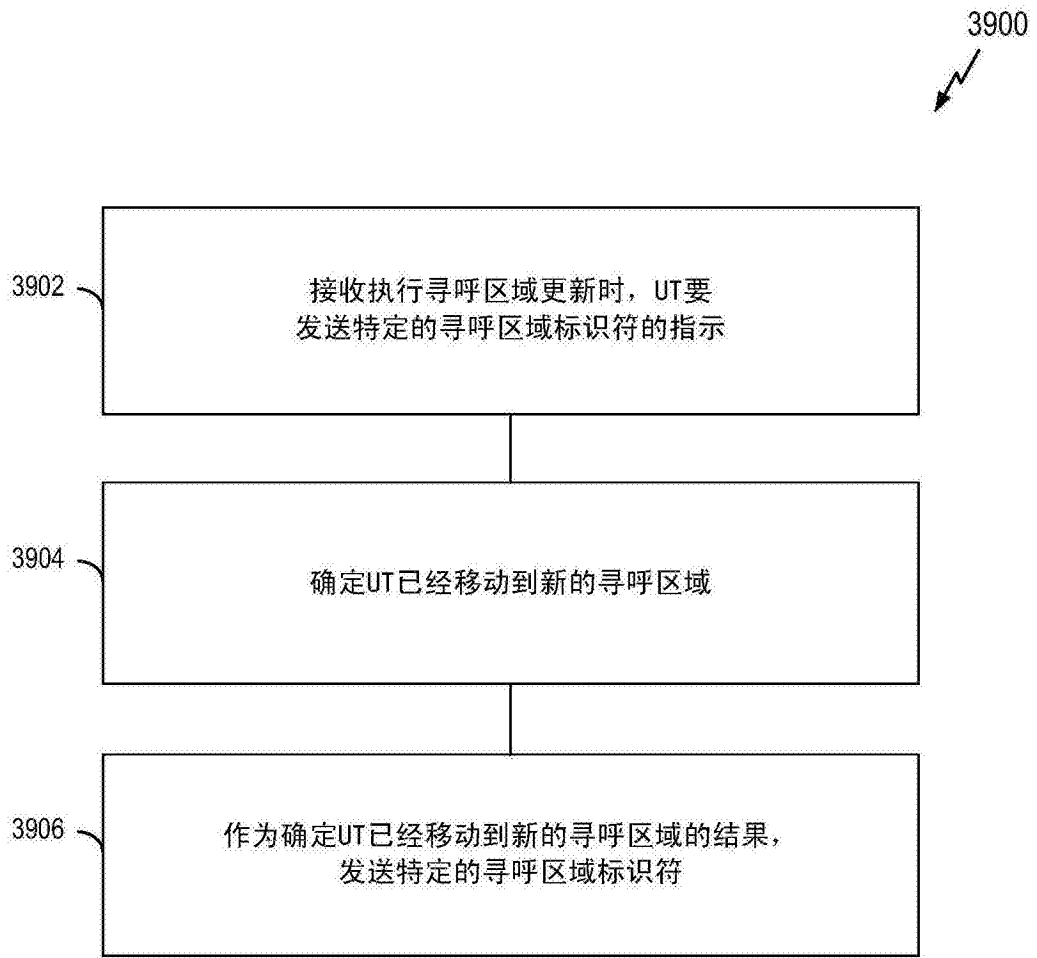 3900
3902
接收执行寻呼区域更新时，UT要
发送特定的寻呼区域标识符的指示
3904
确定UT已经移动到新的寻呼区域
3906
作为确定UT已经移动到新的寻呼区域的结果，
发送特定的寻呼区域标识符